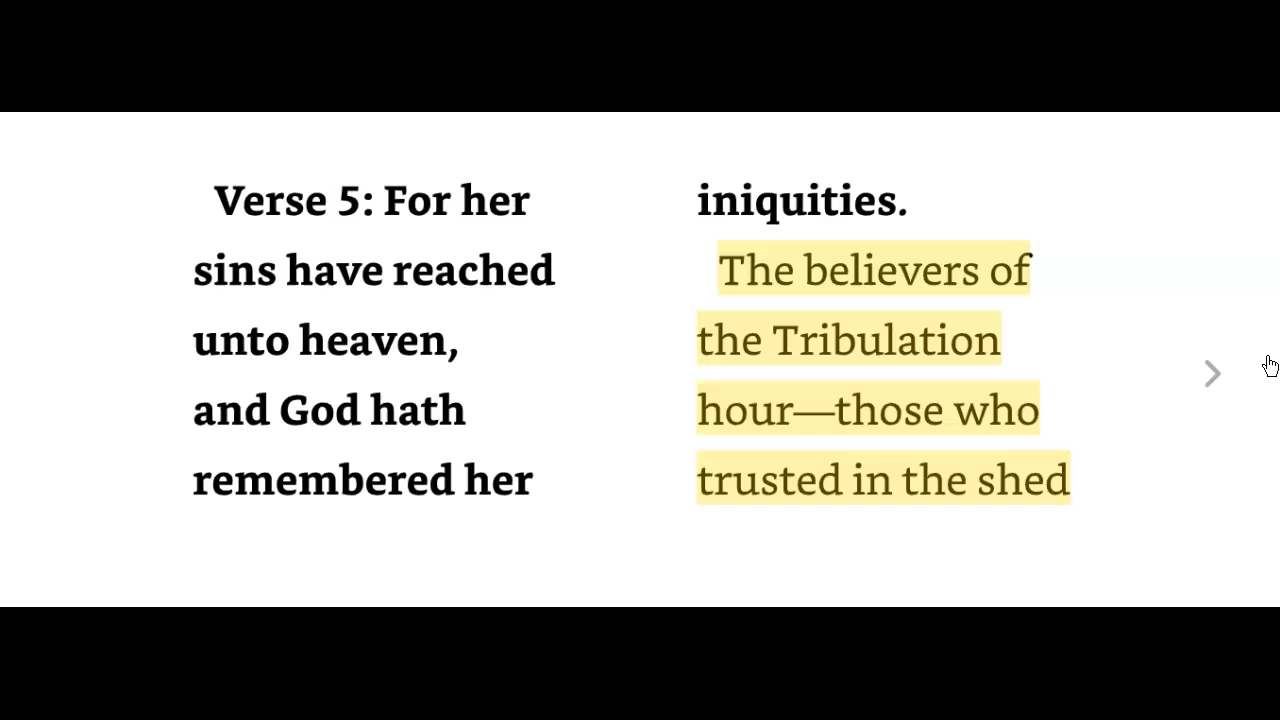 Verse 5: For her
sins have reached
unto heaven,
and God hath
remembered her
iniquities.
The believers of
the Tribulation
hour—those who
trusted in the shed